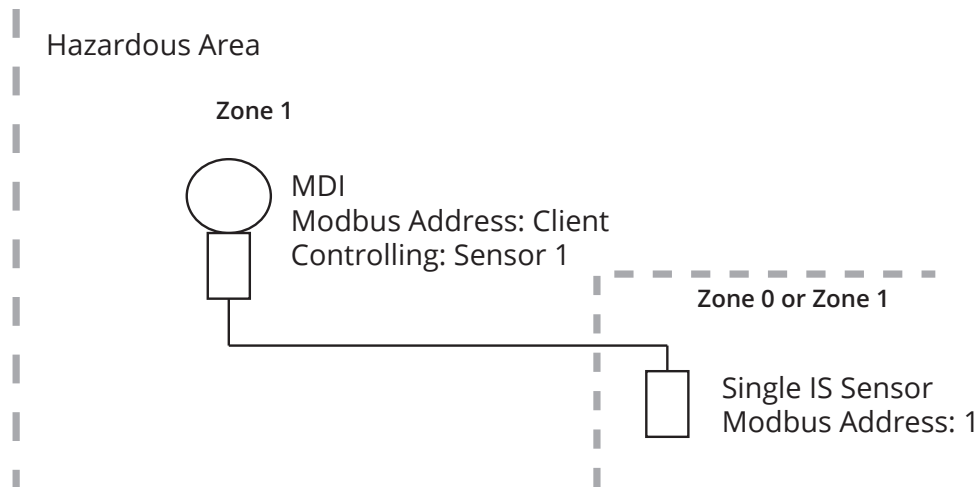 Hazardous Area
Zone 1
MDI
Modbus Address: Client
Controlling: Sensor 1
Zone 0 or Zone 1
Single IS Sensor
Modbus Address: 1